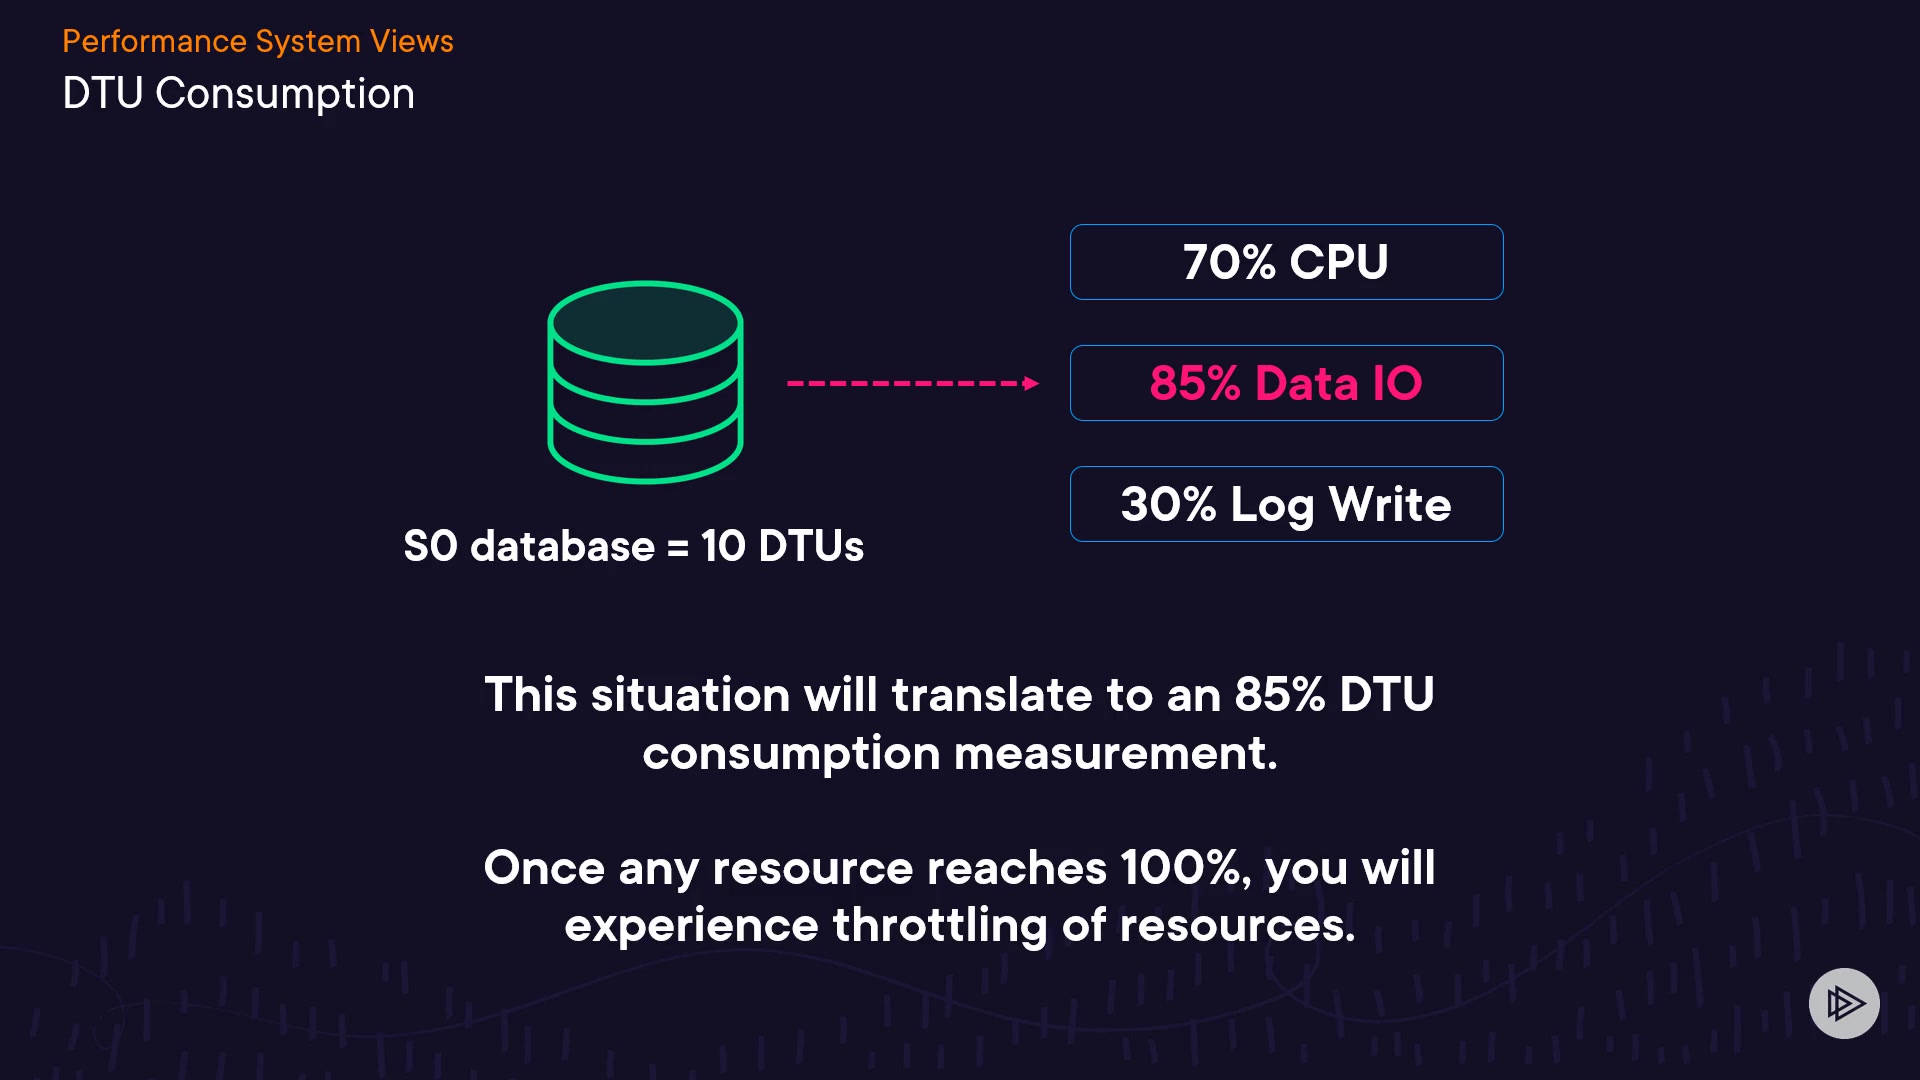 Performance System Views
DTU Consumption
70% CPU
85% Data IO
30% Log Write
S0 database = 10 DTUs
This situation will translate to an 85% DTU
consumption measurement.
Once any resource reaches 100%, you will
experience throttling of resources.